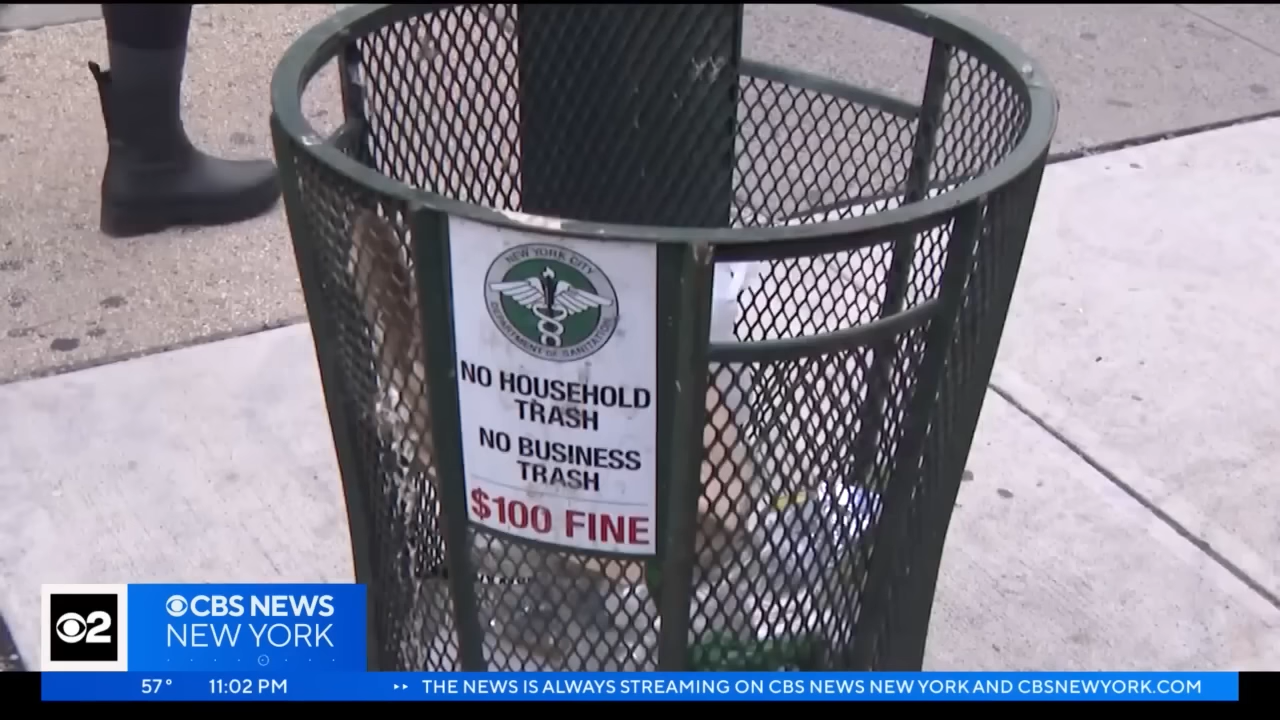 NEW YORK CITY
DEPARTMENT OF SANITATION
NO HOUSEHOLD
TRASH
NO BUSINESS
TRASH
$100 FINE
2
CBS NEWS
NEW YORK
57° 11:02 PM THE NEWS IS ALWAYS STREAMING ON CBS NEWS NEW YORK AND CBSNEWYORK.COM